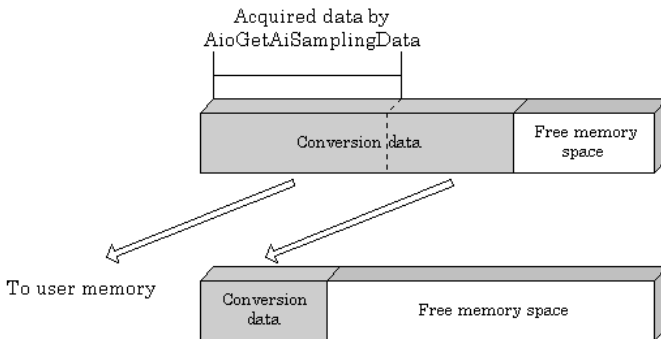 Acquired data by
AioGetAiSamplingData
Conversion data
Free memory
space
To user memory
Conversion
data
Free memory space